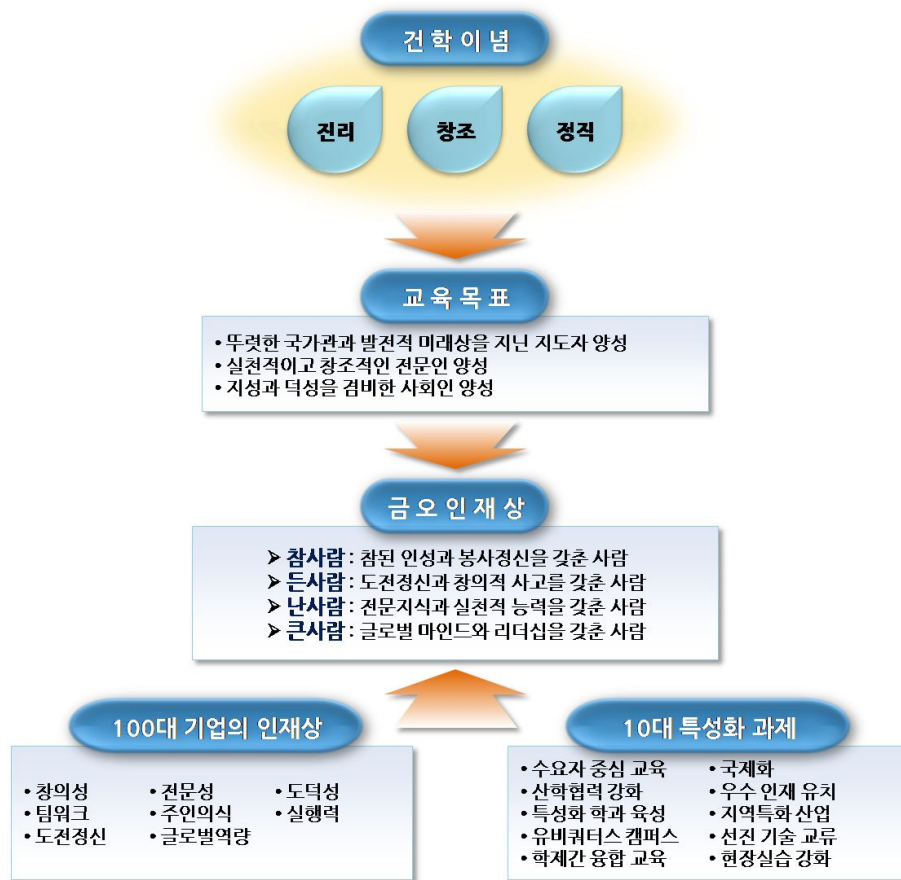 건학이념
진리 창조 정직
교육목표
• 뚜렷한 국가관과 발전적 미래상을 지닌 지도자 양성
• 실천적이고 창조적인 전문인 양성
• 지성과 덕성을 겸비한 사회인 양성
금오인재상
➤ 참사람 : 참된 인성과 봉사정신을 갖춘 사람
➤ 든사람 : 도전정신과 창의적 사고를 갖춘 사람
➤ 난사람 : 전문지식과 실천적 능력을 갖춘 사람
➤ 큰사람 : 글로벌 마인드와 리더십을 갖춘 사람
100대 기업의 인재상
• 창의성 • 전문성 • 도덕성
• 팀워크 • 주인의식 • 실행력
• 도전정신 • 글로벌역량
10대 특성화 과제
• 수요자 중심 교육 • 국제화
• 산학협력 강화 • 우수 인재 유치
• 특성화 학과 육성 • 지역특화 산업
• 유비쿼터스 캠퍼스 • 선진 기술 교류
• 학제간 융합 교육 • 현장실습 강화